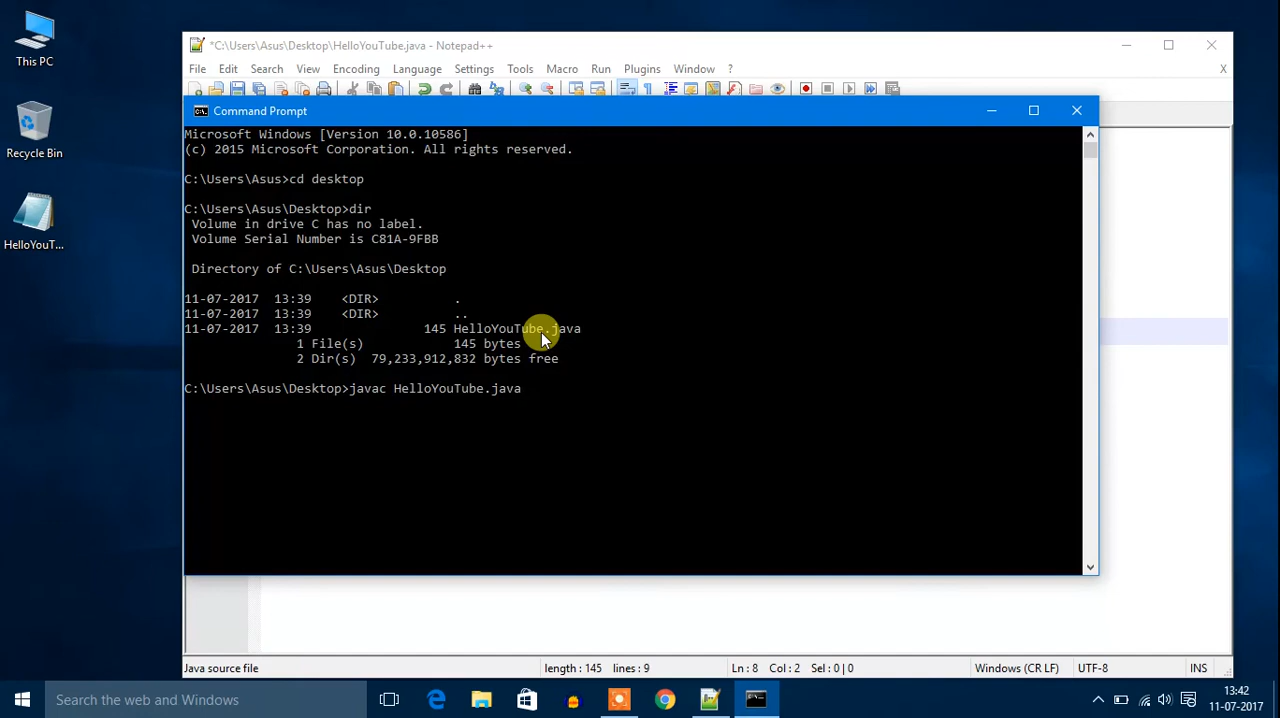 This PC
Recycle Bin
HelloYouT...
*C:\Users\Asus\Desktop\HelloYouTube.java - Notepad++
File Edit Search View Encoding Language Settings Tools Macro Run Plugins Window ? X
Command Prompt
Microsoft Windows [Version 10.0.10586]
(c) 2015 Microsoft Corporation. All rights reserved.
C:\Users\Asus>cd desktop
C:\Users\Asus\Desktop>dir
Volume in drive C has no label.
Volume Serial Number is C81A-9FBB
Directory of C:\Users\Asus\Desktop
11-07-2017 13:39 <DIR> .
11-07-2017 13:39 <DIR> ..
11-07-2017 13:39 145 HelloYouTube.java
1 File(s) 145 bytes
2 Dir(s) 79,233,912,832 bytes free
C:\Users\Asus\Desktop>javac HelloYouTube.java
Java source file length : 145 lines : 9 Ln : 8 Col : 2 Sel : 0 | 0 Windows (CR LF) UTF-8 INS
Search the web and Windows
13:42
11-07-2017